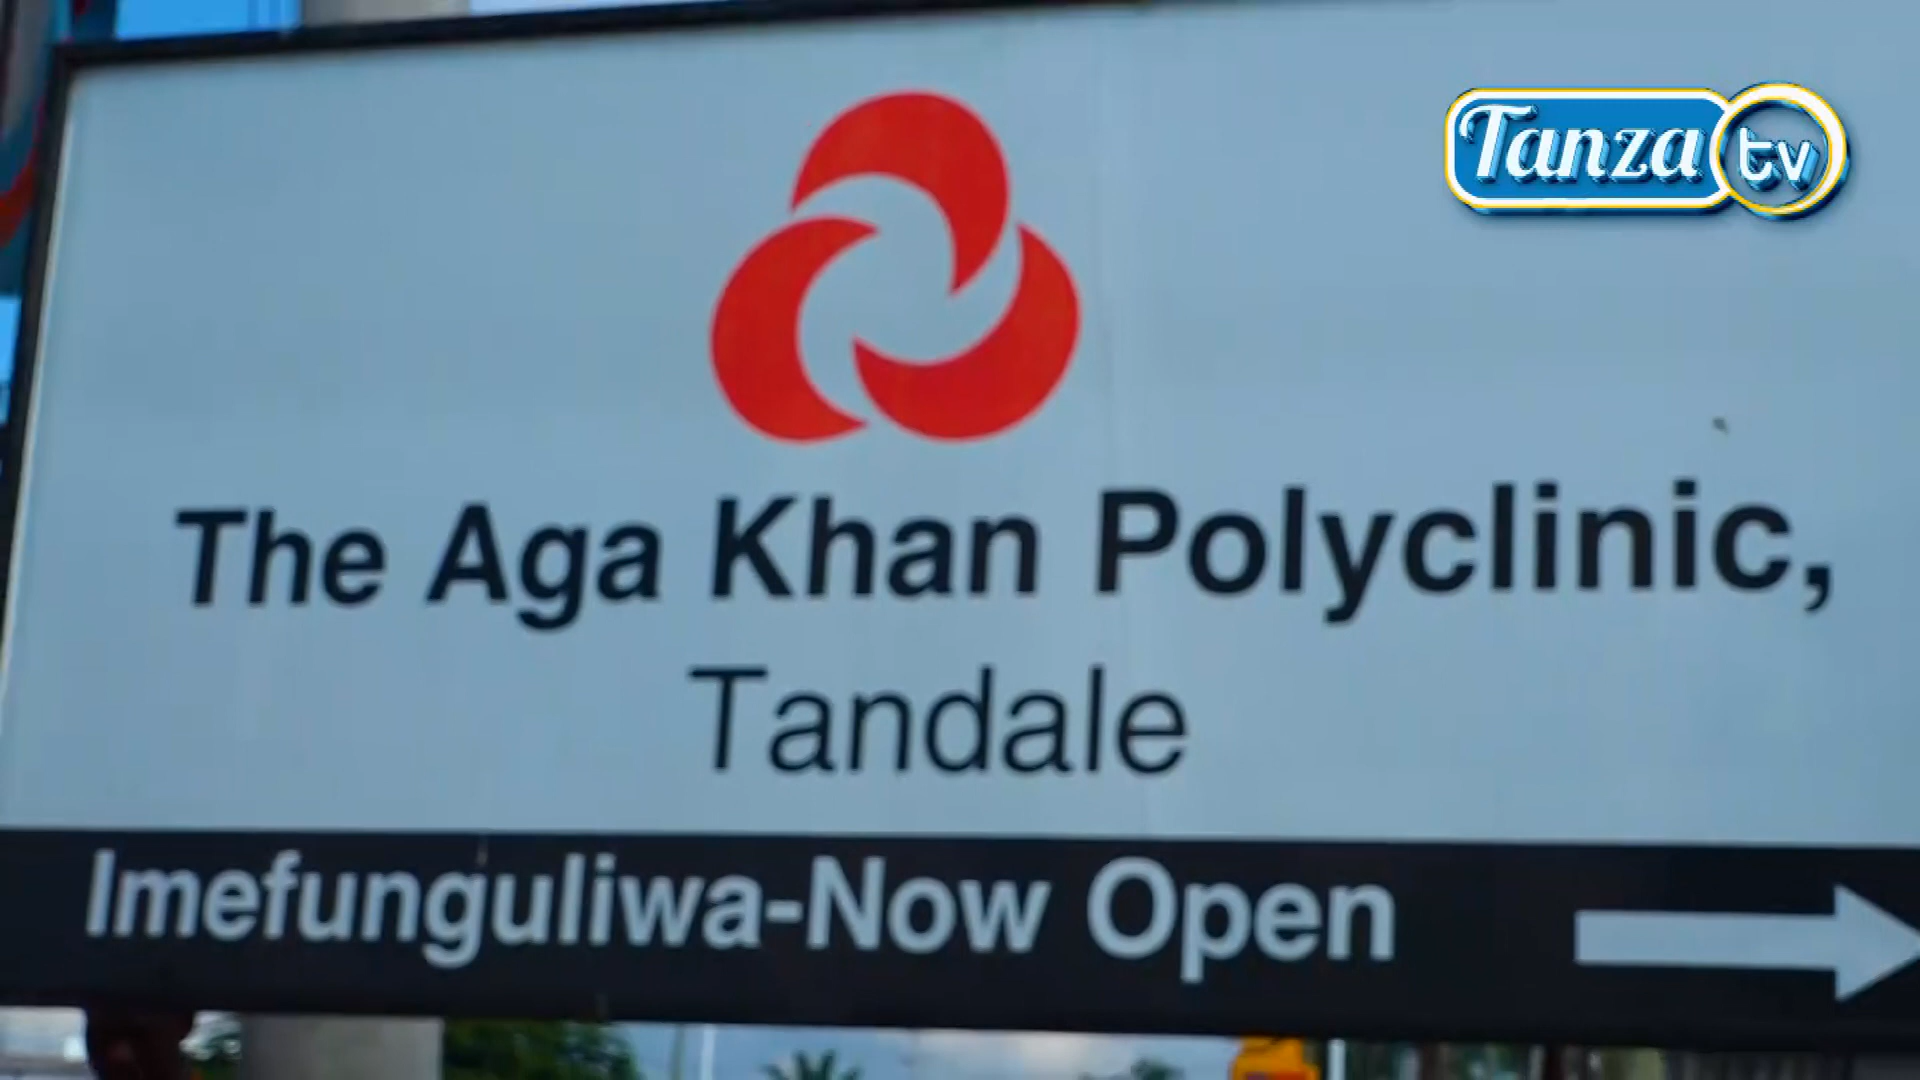 Tanza tv
The Aga Khan Polyclinic,
Tandale
Imefunguliwa-Now Open